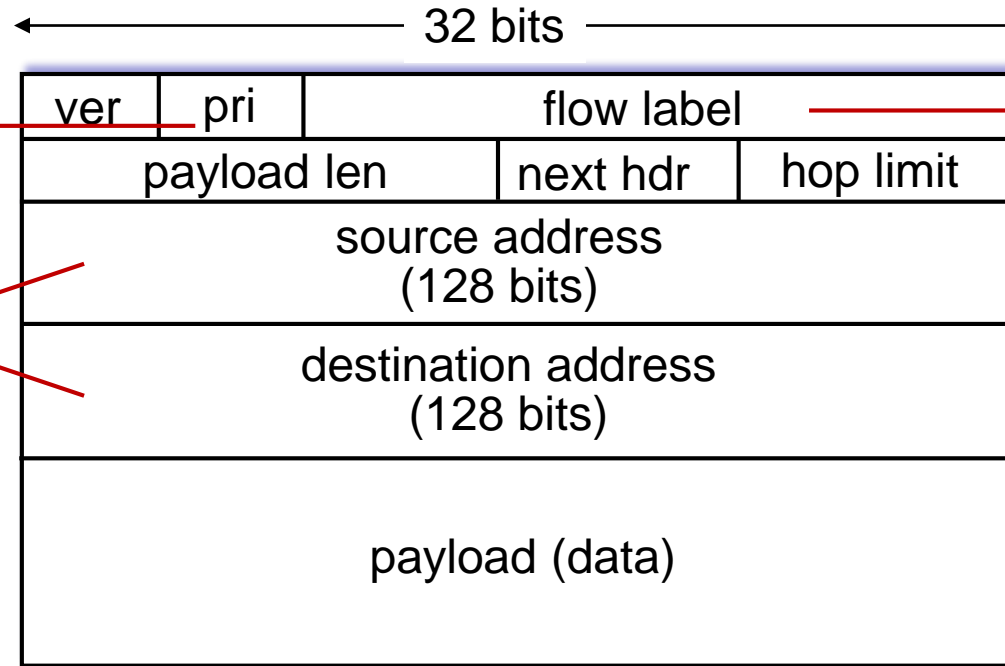 32 bits
ver pri flow label
payload len next hdr hop limit
source address
(128 bits)
destination address
(128 bits)
payload (data)